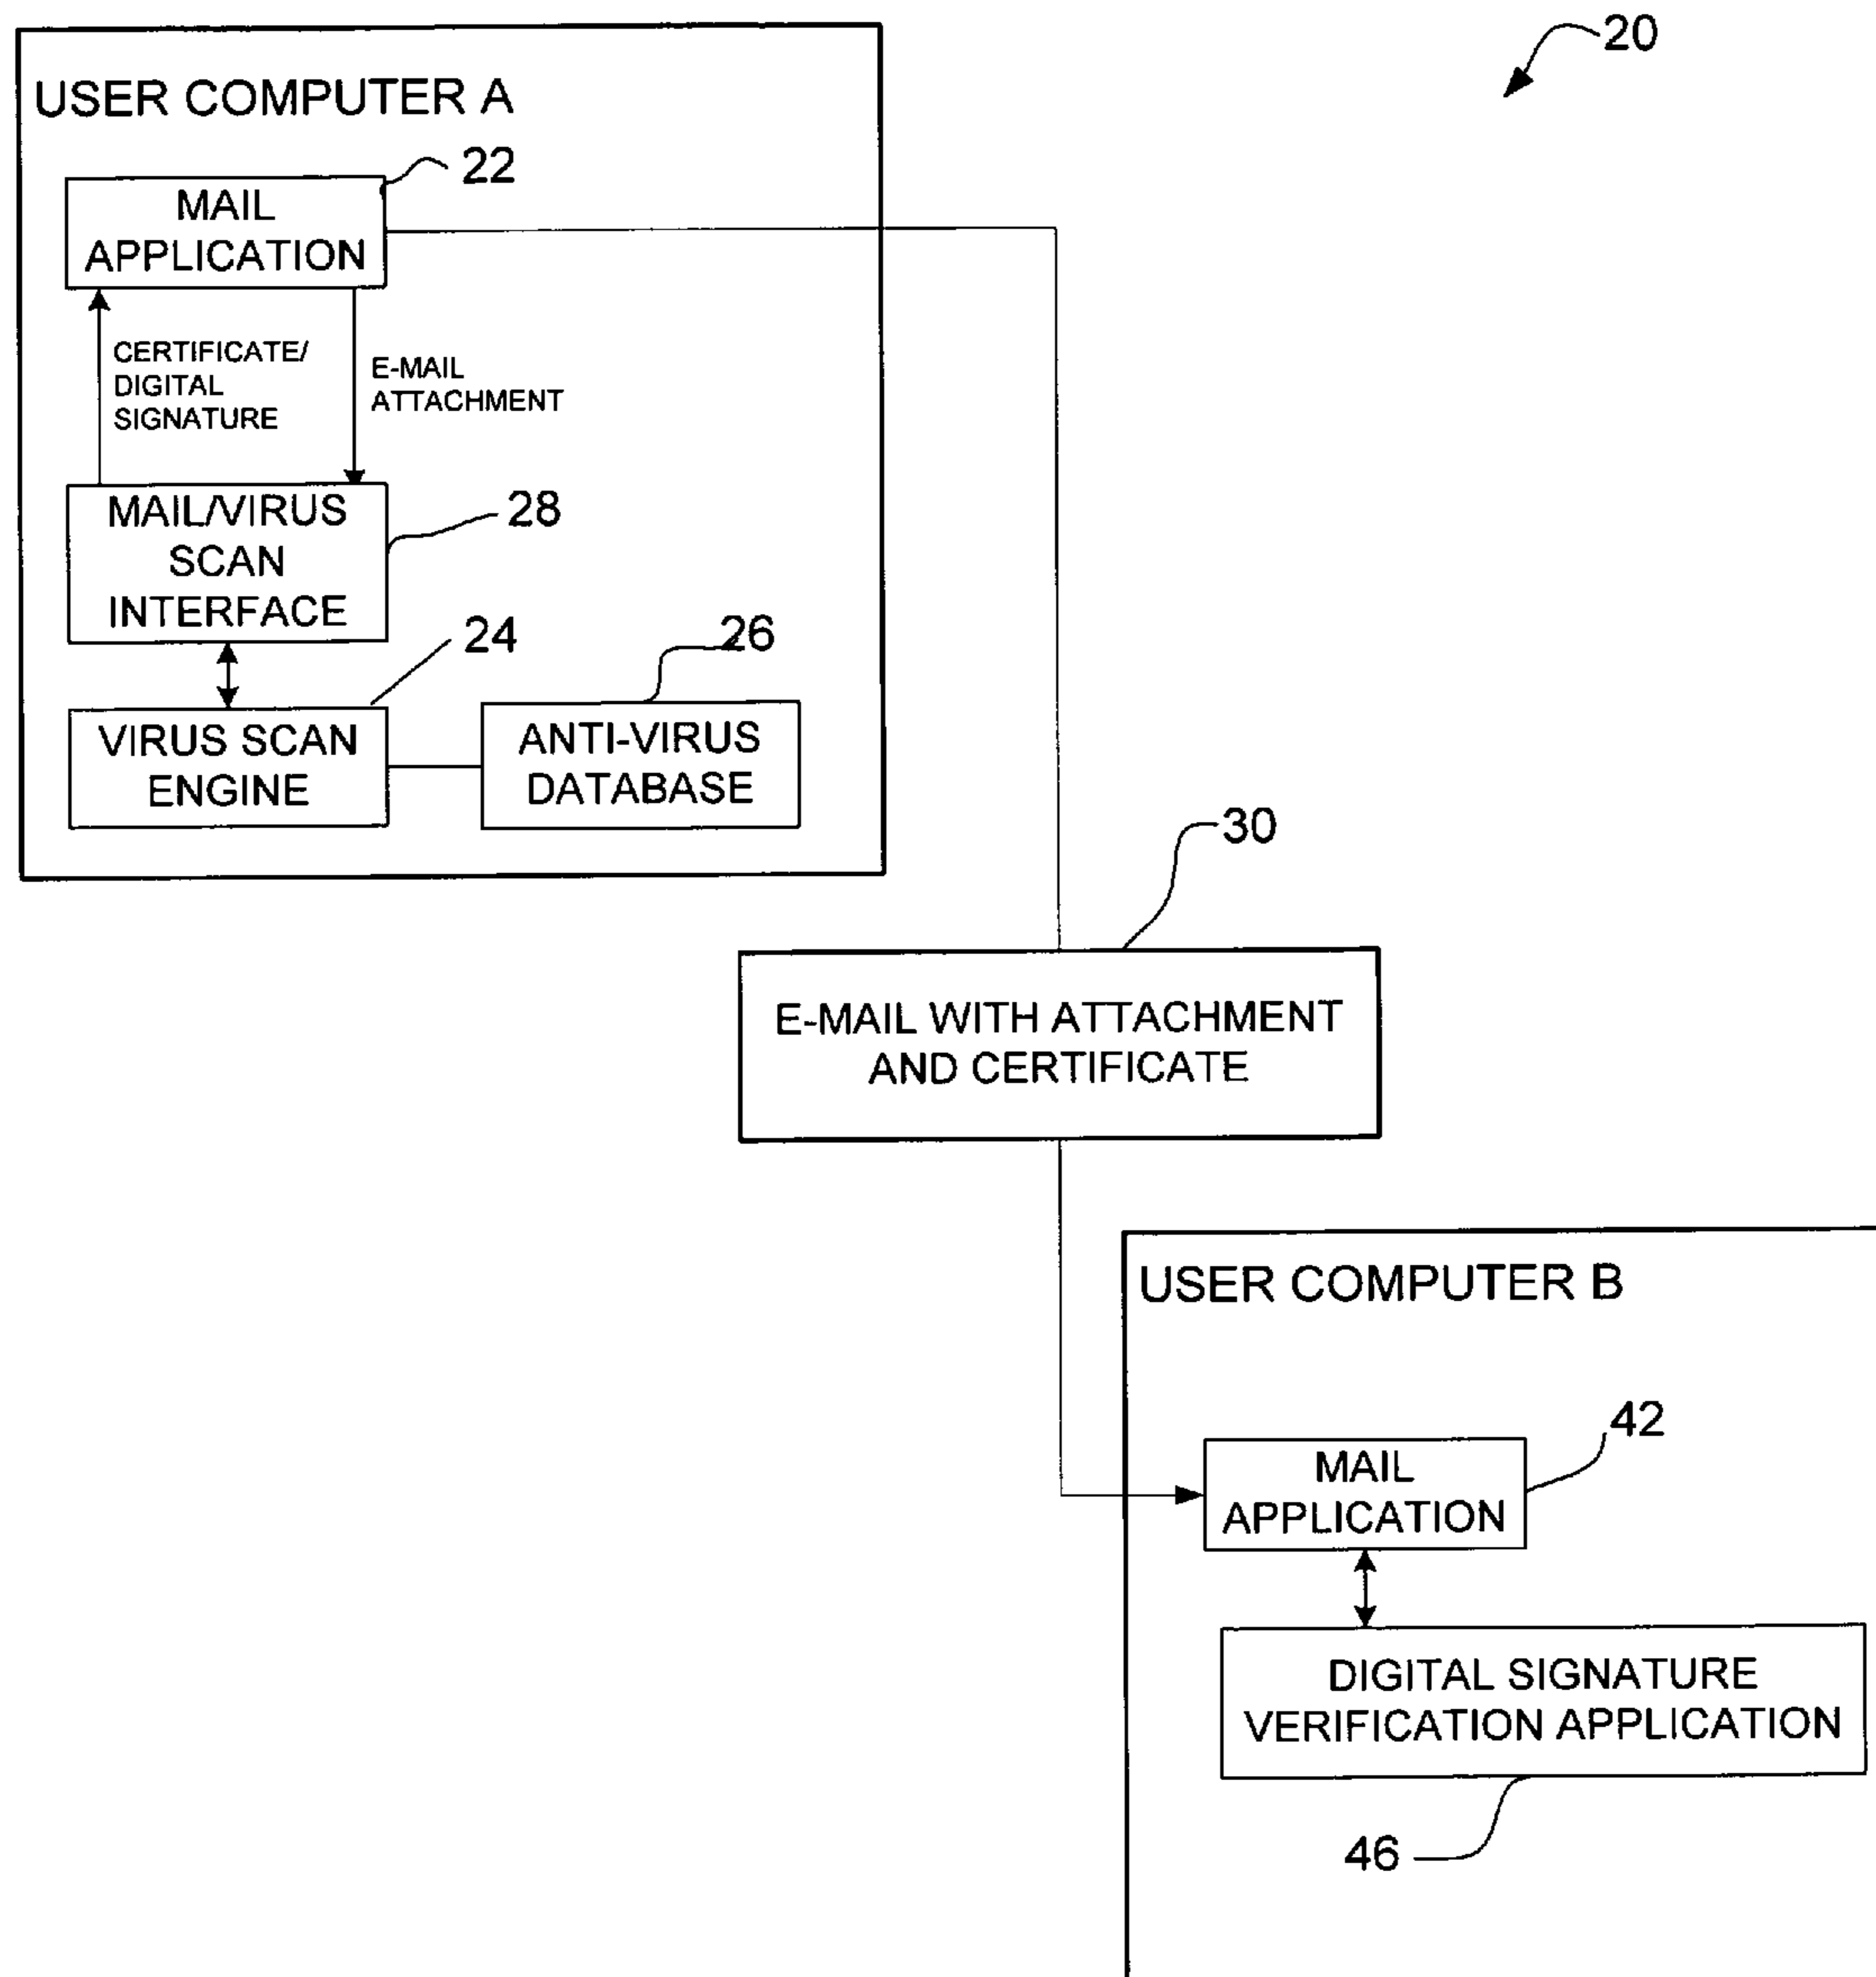 20
USER COMPUTER A
22
MAIL
APPLICATION
CERTIFICATE/
DIGITAL
SIGNATURE
E-MAIL
ATTACHMENT
MAIL/VIRUS
SCAN
INTERFACE
28
24
26
VIRUS SCAN
ENGINE
ANTI-VIRUS
DATABASE
30
E-MAIL WITH ATTACHMENT
AND CERTIFICATE
USER COMPUTER B
42
MAIL
APPLICATION
DIGITAL SIGNATURE
VERIFICATION APPLICATION
46